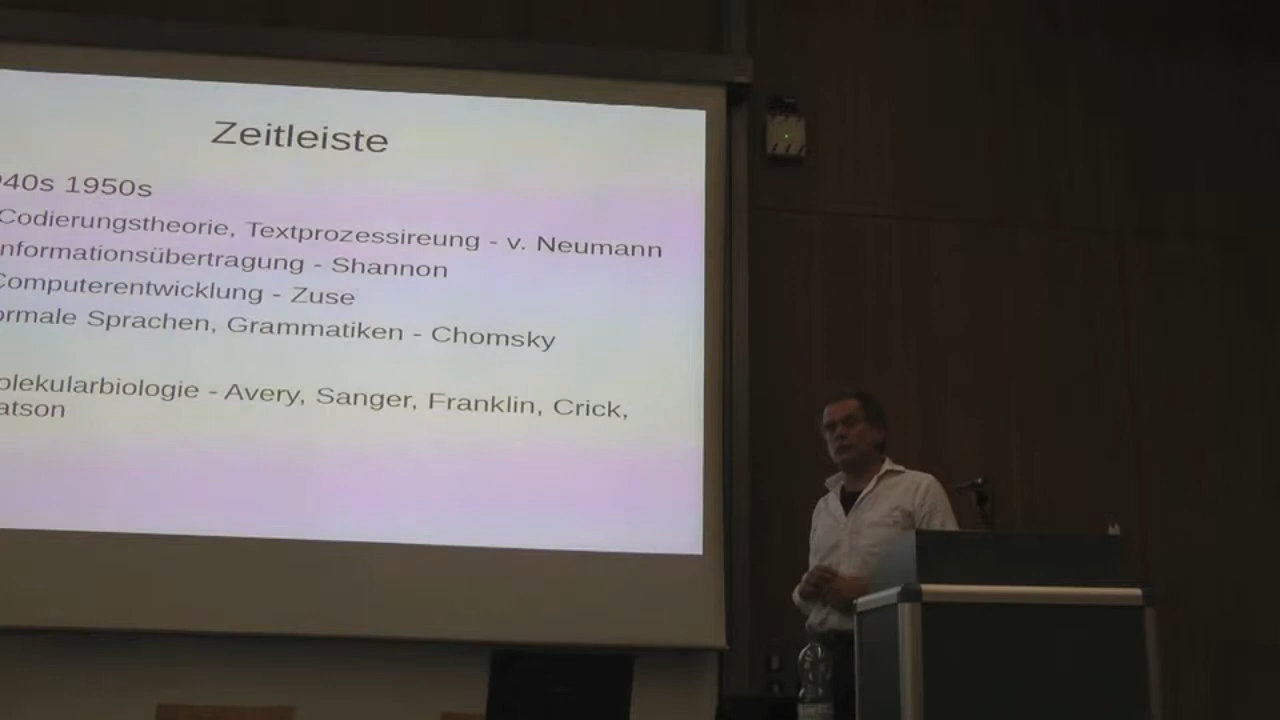 Zeitleiste
940s 1950s
Codierungstheorie, Textprozessireung - v. Neumann
nformationsübertragung - Shannon
Computerentwicklung - Zuse
ormale Sprachen, Grammatiken - Chomsky
olekularbiologie - Avery, Sanger, Franklin, Crick,
atson